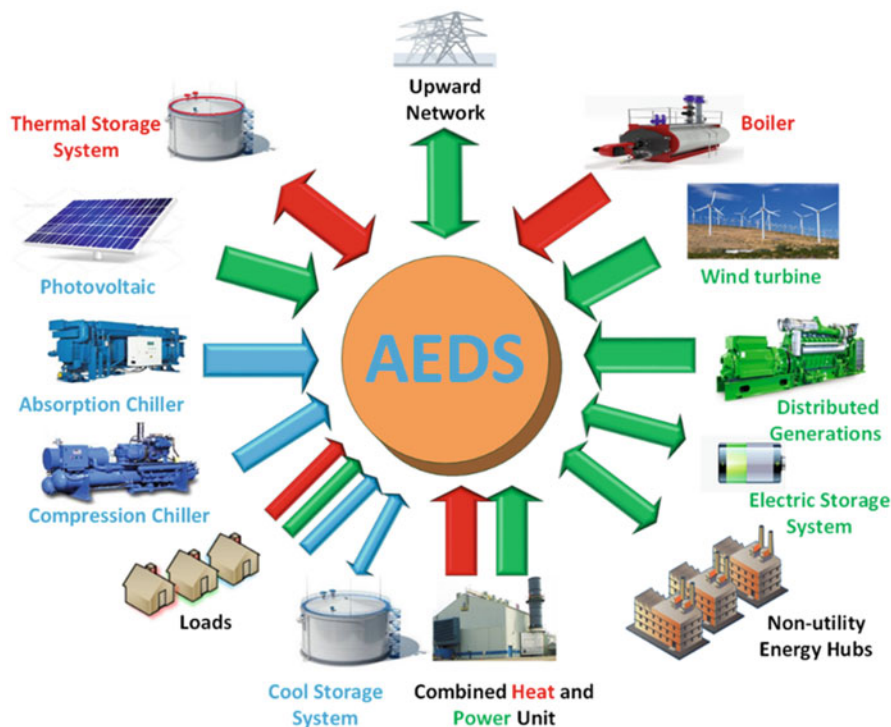 Upward
Network
Thermal Storage
System
Boiler
Photovoltaic
Wind turbine
AEDS
Absorption Chiller
Distributed
Generations
Compression Chiller
Electric Storage
System
Loads
Non-utility
Energy Hubs
Cool Storage
System
Combined Heat and
Power Unit